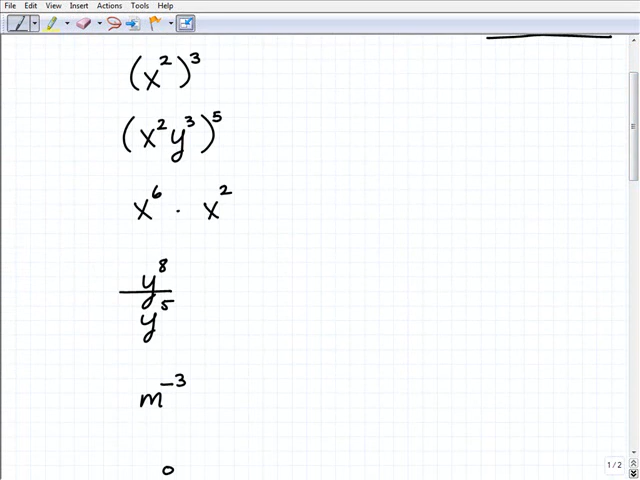 File Edit View Insert Actions Tools Help
(x²)³
(x²y³)⁵
x⁶ · x²
y⁸
y⁵
m⁻³
0
1/2